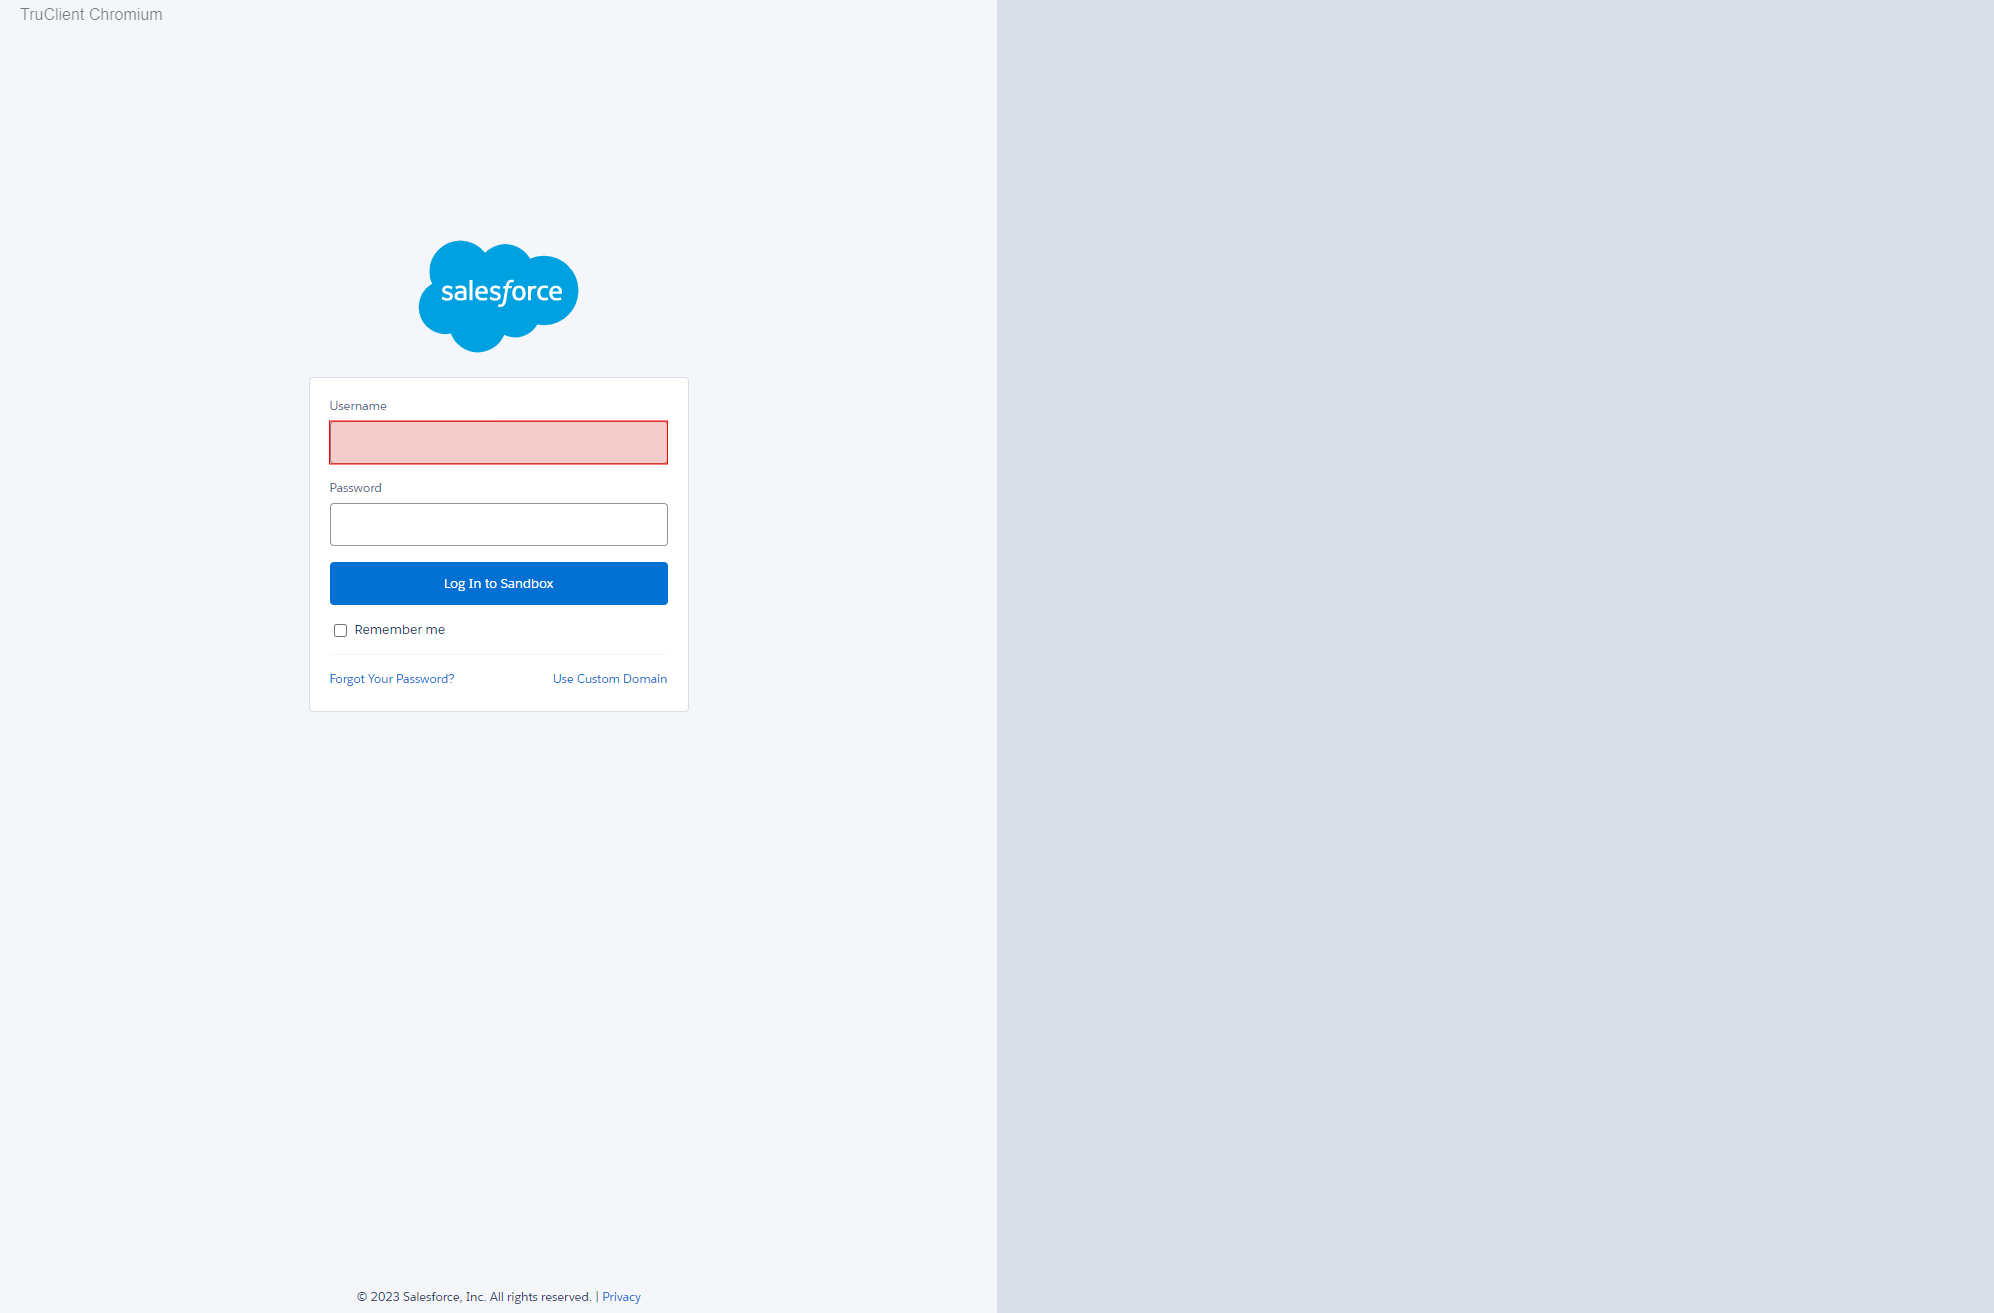 TruClient Chromium
salesforce
Username
Password
Log In to Sandbox
Remember me
Forgot Your Password? Use Custom Domain
© 2023 Salesforce, Inc. All rights reserved. | Privacy